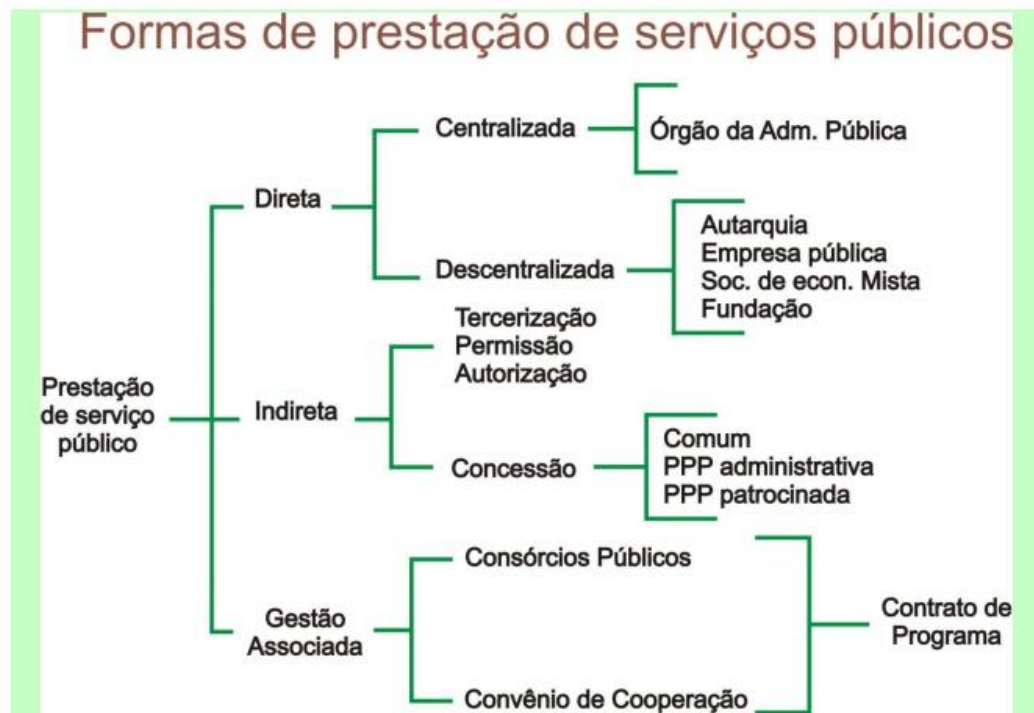 Formas de prestação de serviços públicos
Centralizada
Órgão da Adm. Pública
Direta
Autarquia
Empresa pública
Soc. de econ. Mista
Fundação
Descentralizada
Tercerização
Permissão
Autorização
Prestação
de serviço
público
Indireta
Comum
PPP administrativa
PPP patrocinada
Concessão
Consórcios Públicos
Gestão
Associada
Contrato de
Programa
Convênio de Cooperação